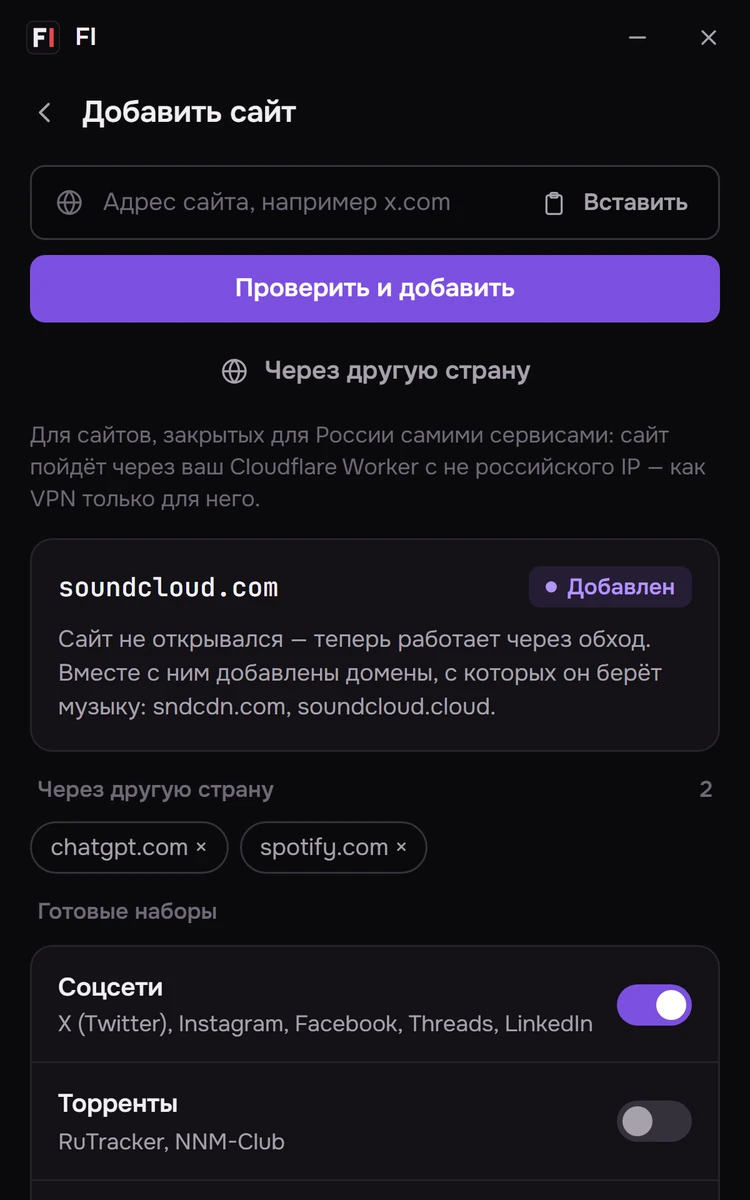 FI FI
Добавить сайт
Адрес сайта, например x.com Вставить
Проверить и добавить
Через другую страну
Для сайтов, закрытых для России самими сервисами: сайт
пойдёт через ваш Cloudflare Worker с не российского IP — как
VPN только для него.
soundcloud.com Добавлен
Сайт не открывался — теперь работает через обход.
Вместе с ним добавлены домены, с которых он берёт
музыку: sndcdn.com, soundcloud.cloud.
Через другую страну 2
chatgpt.com × spotify.com ×
Готовые наборы
Соцсети
X (Twitter), Instagram, Facebook, Threads, LinkedIn
Торренты
RuTracker, NNM-Club